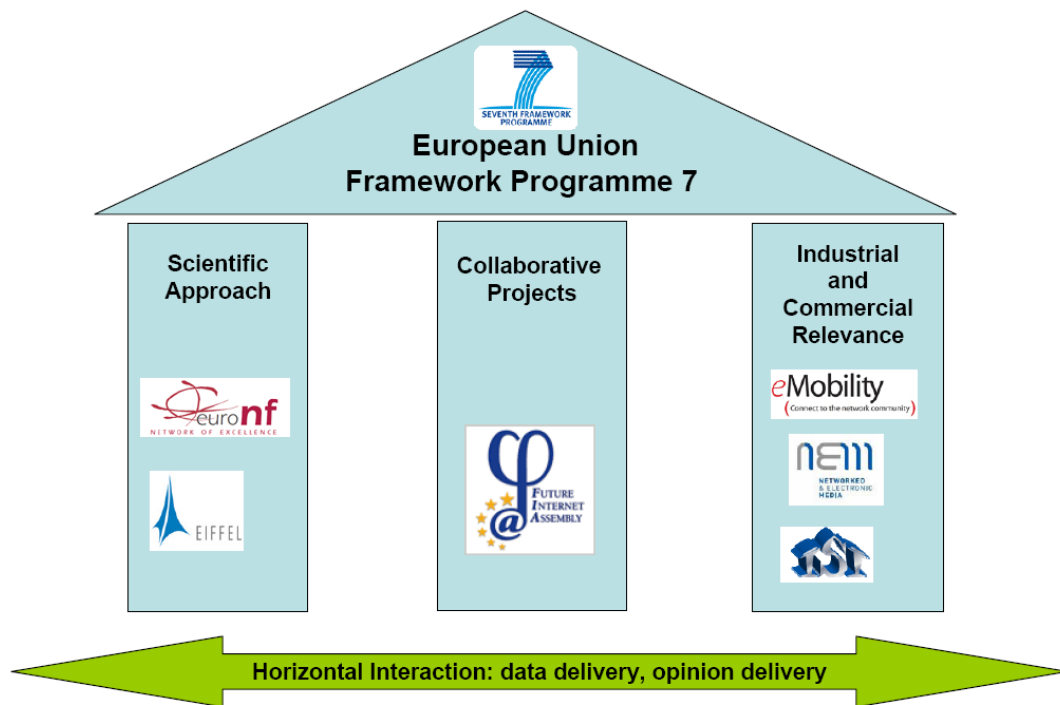 7
SEVENTH FRAMEWORK
PROGRAMME
European Union
Framework Programme 7
Scientific
Approach
euronf
NETWORK OF EXCELLENCE
EIFFEL
Collaborative
Projects
FUTURE
INTERNET
@ ASSEMBLY
Industrial
and
Commercial
Relevance
eMobility
(Connect to the network community)
nem
NETWORKED
& ELECTRONIC
MEDIA
ISI
Horizontal Interaction: data delivery, opinion delivery